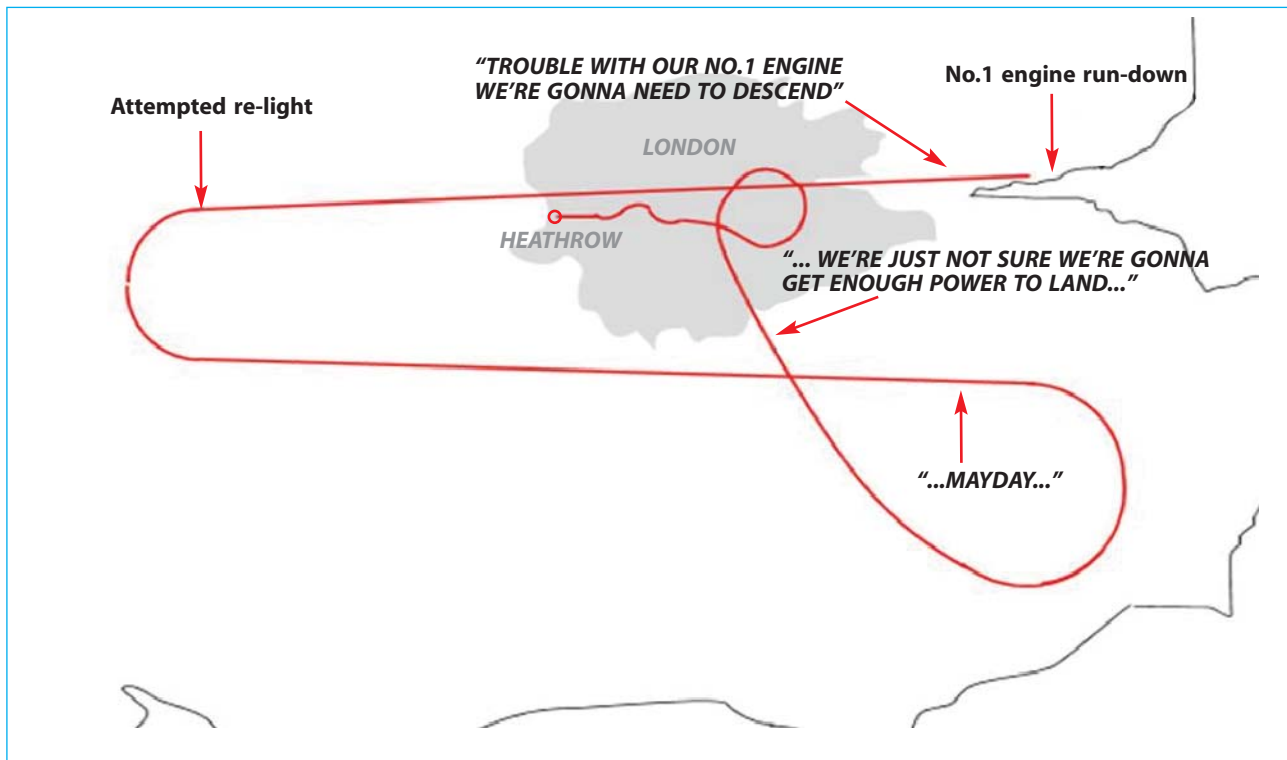 “TROUBLE WITH OUR NO.1 ENGINE
WE’RE GONNA NEED TO DESCEND”
No.1 engine run-down
Attempted re-light
LONDON
HEATHROW
“... WE’RE JUST NOT SURE WE’RE GONNA
GET ENOUGH POWER TO LAND...”
“...MAYDAY...”